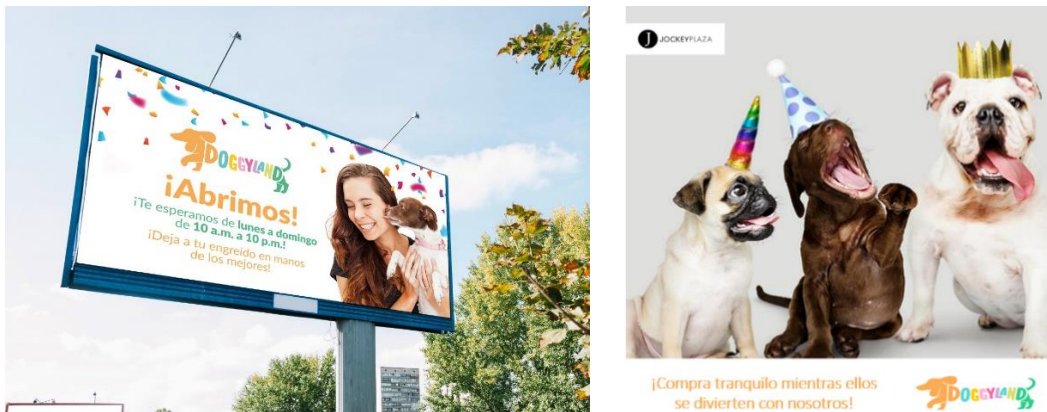 DOGGYLAND
¡Abrimos!
¡Te esperamos de lunes a domingo
de 10 a.m. a 10 p.m.!
¡Deja a tu engreído en manos
de los mejores!
J JOCKEYPLAZA
¡Compra tranquilo mientras ellos
se divierten con nosotros!
DOGGYLAND